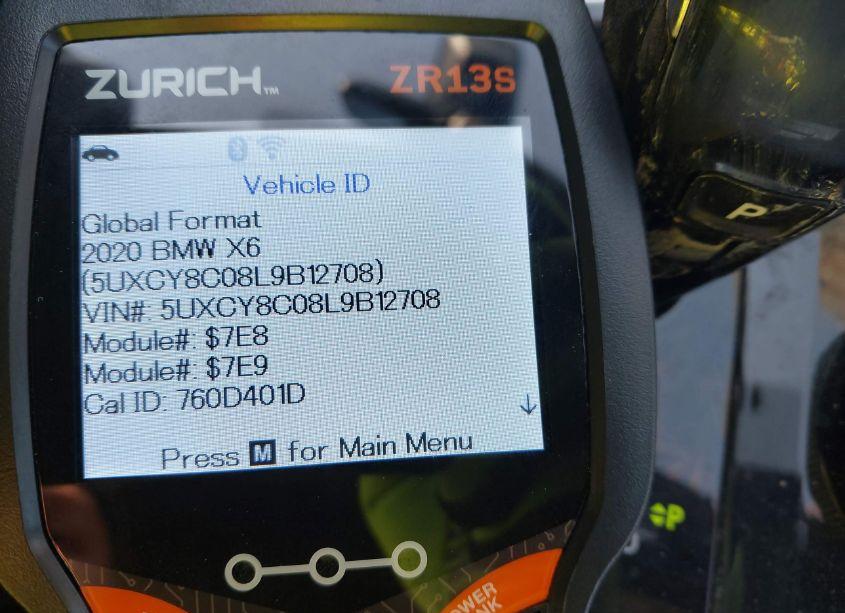 ZURICH™ ZR13S
Vehicle ID
Global Format
2020 BMW X6
(5UXCY8C08L9B12708)
VIN#: 5UXCY8C08L9B12708
Module#: $7E8
Module#: $7E9
Cal ID: 760D401D
Press M for Main Menu
P
P